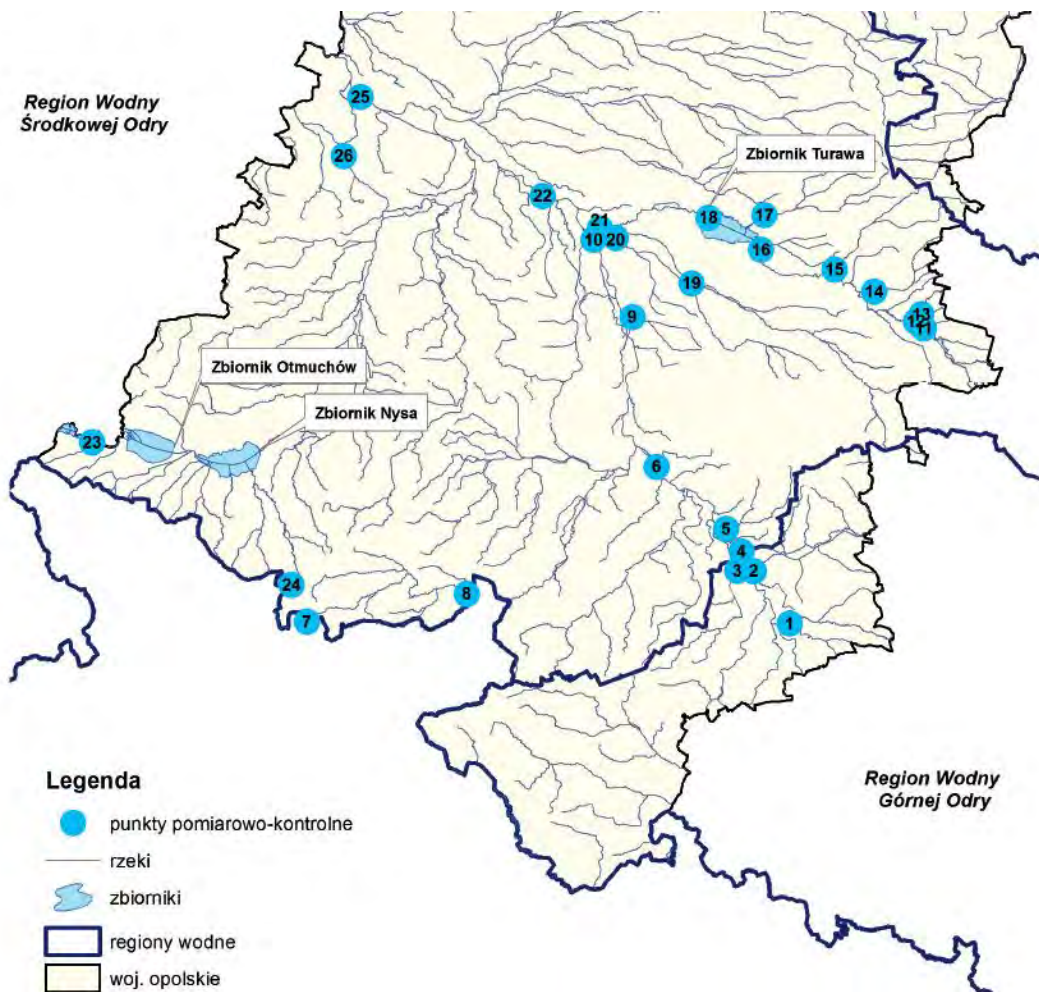 Region Wodny
Środkowej Odry
25
26
Zbiornik Turawa
22
18
17
21
10
20
16
15
19
14
9
13
12
11
Zbiornik Otmuchów
Zbiornik Nysa
23
6
5
4
3
2
24
8
7
1
Legenda
punkty pomiarowo-kontrolne
rzeki
zbiorniki
regiony wodne
woj. opolskie
Region Wodny
Górnej Odry